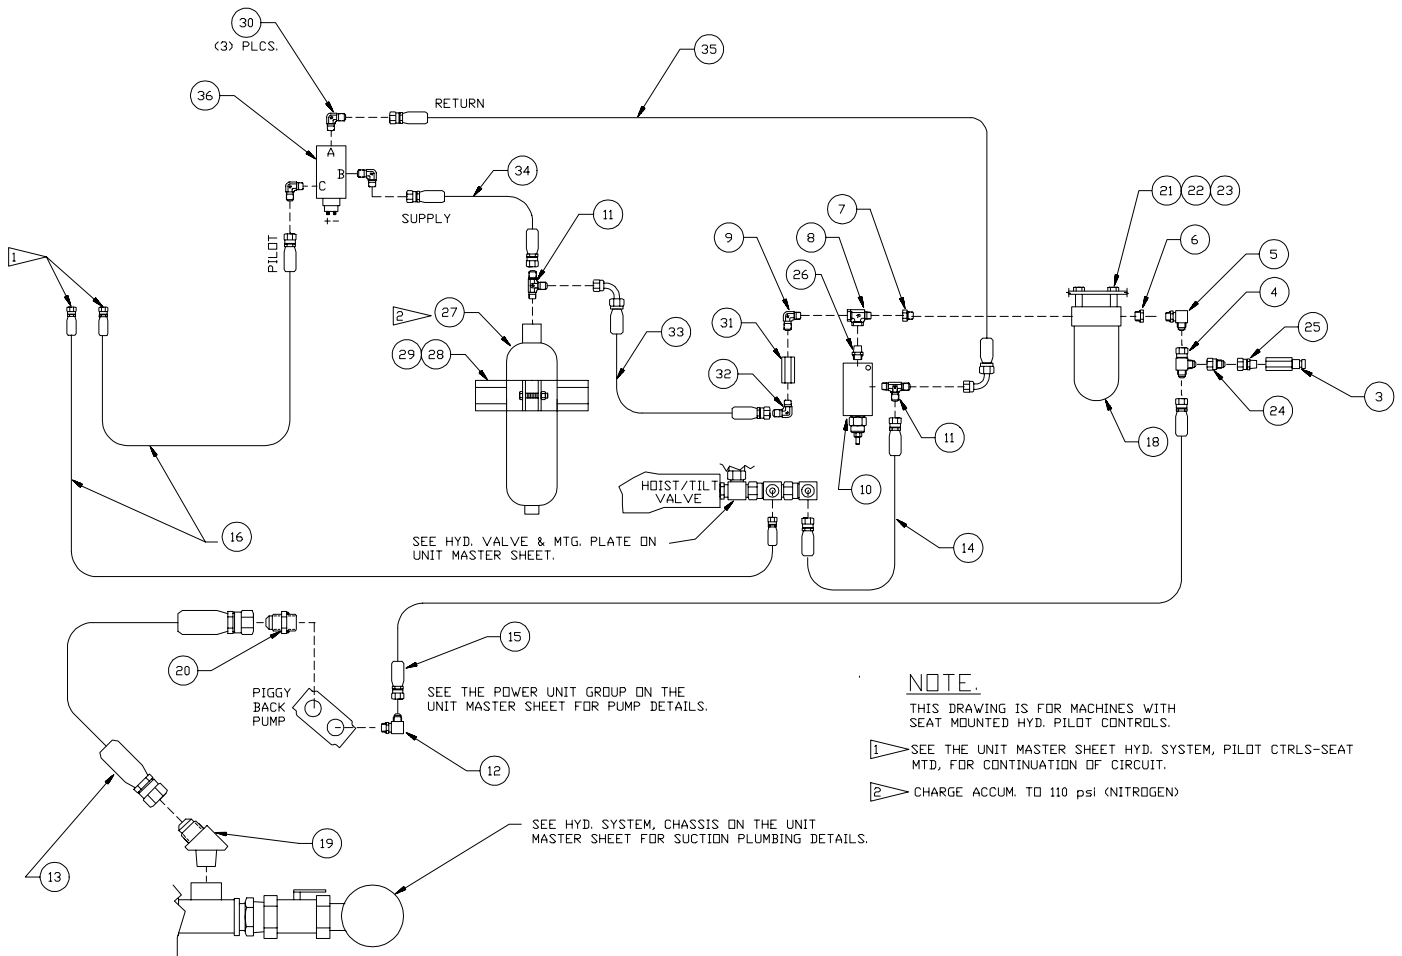 30
(3) PLCS.
35
36
RETURN
A
B
C
34
+-
SUPPLY
PILOT
11
1
7
21 22 23
9
8
6
5
26
4
2
27
31
25
29 28
33
32
3
24
11
18
10
HOIST/TILT
VALVE
16
14
SEE HYD. VALVE & MTG. PLATE ON
UNIT MASTER SHEET.
20
15
PIGGY
BACK
PUMP
SEE THE POWER UNIT GROUP ON THE
UNIT MASTER SHEET FOR PUMP DETAILS.
12
NOTE.
THIS DRAWING IS FOR MACHINES WITH
SEAT MOUNTED HYD. PILOT CONTROLS.
1 SEE THE UNIT MASTER SHEET HYD. SYSTEM, PILOT CTRLS-SEAT
MTD, FOR CONTINUATION OF CIRCUIT.
2 CHARGE ACCUM. TO 110 psi (NITROGEN)
SEE HYD. SYSTEM, CHASSIS ON THE UNIT
MASTER SHEET FOR SUCTION PLUMBING DETAILS.
19
13